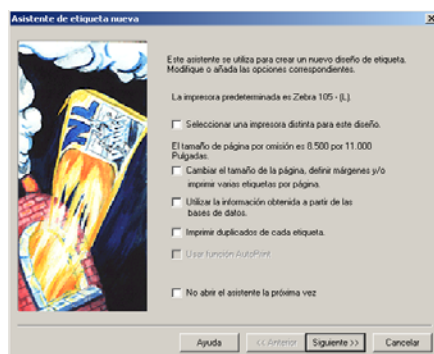 Asistente de etiqueta nueva
Este asistente se utiliza para crear un nuevo diseño de etiqueta.
Modifique o añada las opciones correspondientes.
La impresora predeterminada es Zebra 105 - (L).
Seleccionar una impresora distinta para este diseño.
El tamaño de página por omisión es 8.500 por 11.000
Pulgadas.
Cambiar el tamaño de la página, definir márgenes y/o
imprimir varias etiquetas por página.
Utilizar la información obtenida a partir de las
bases de datos.
Imprimir duplicados de cada etiqueta.
Usar función AutoPrint
No abrir el asistente la próxima vez
Ayuda
<< Anterior
Siguiente >>
Cancelar